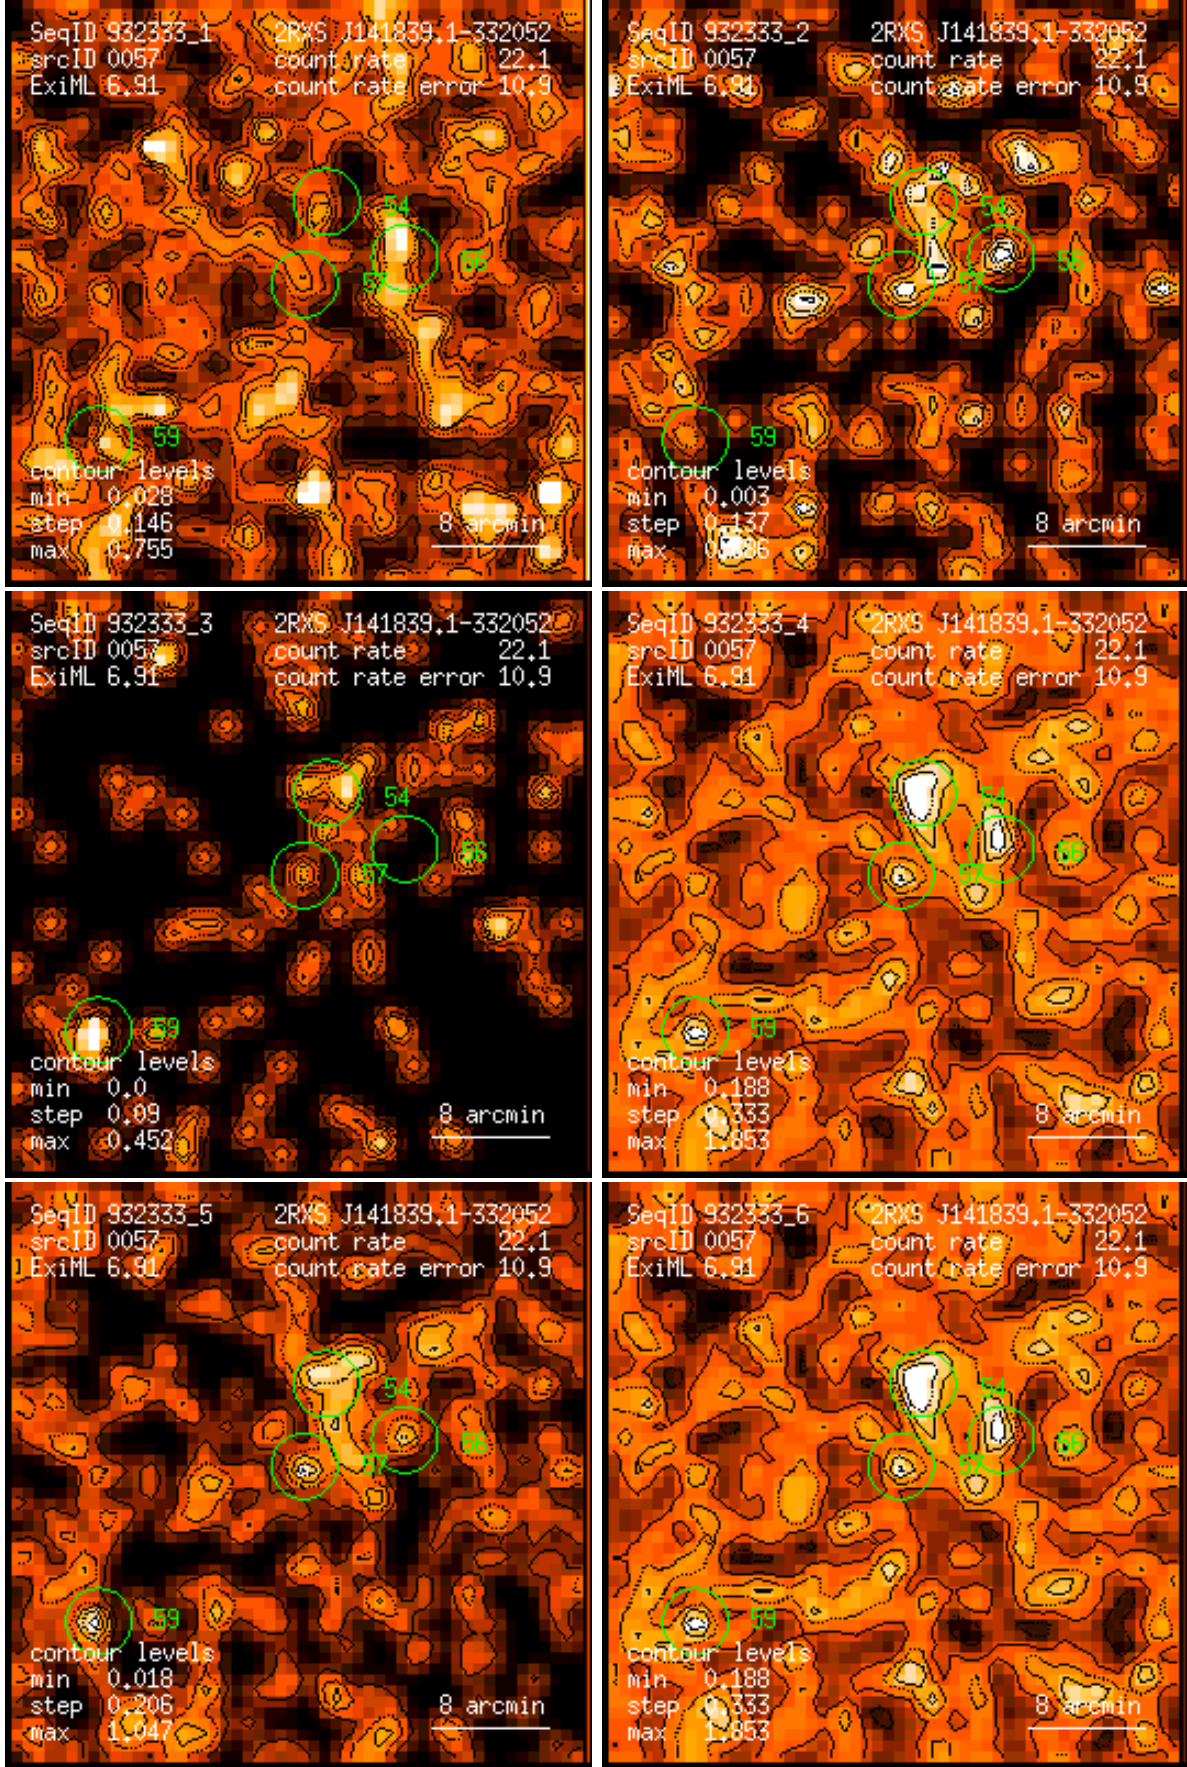 SeqID 932333_1 2RXS J141839.1-332052
srcID 0057 count rate 22.1
ExiML 6.91 count rate error 10.9
54
56
57
59
contour levels
min 0.028
step 0.146
max 0.755
8 arcmin
SeqID 932333_2 2RXS J141839.1-332052
srcID 0057 count rate 22.1
ExiML 6.91 count rate error 10.9
54
56
57
59
contour levels
min 0.003
step 0.137
max
8 arcmin
SeqID 932333_3 2RXS J141839.1-332052
srcID 0057 count rate 22.1
ExiML 6.91 count rate error 10.9
54
56
57
59
contour levels
min 0.0
step 0.09
max 0.452
8 arcmin
SeqID 932333_4 2RXS J141839.1-332052
srcID 0057 count rate 22.1
ExiML 6.91 count rate error 10.9
54
56
57
59
contour levels
min 0.188
step 0.333
max 1.853
8 arcmin
SeqID 932333_5 2RXS J141839.1-332052
srcID 0057 count rate 22.1
ExiML 6.91 count rate error 10.9
54
56
57
59
contour levels
min 0.018
step 0.206
max 1.047
8 arcmin
SeqID 932333_6 2RXS J141839.1-332052
srcID 0057 count rate 22.1
ExiML 6.91 count rate error 10.9
54
56
57
59
contour levels
min 0.188
step 0.333
max 1.853
8 arcmin